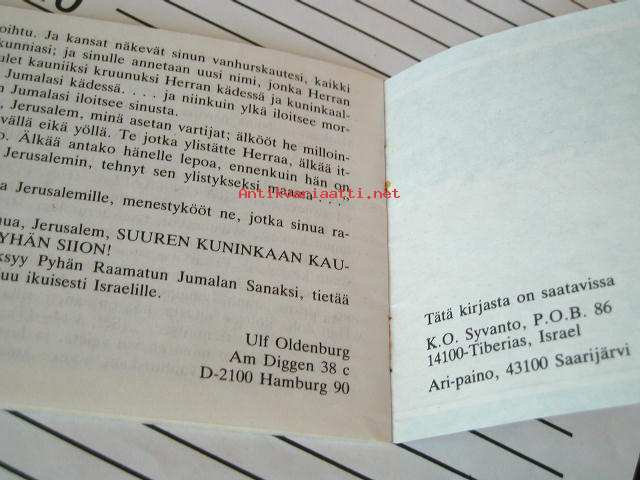 oihtu. Ja kansat näkevät sinun vanhurskautesi, kaikki
kunniasi; ja sinulle annetaan uusi nimi, jonka Herran
ulet kauniiksi kruunuksi Herran kädessä ja kuninkaal-
Jumalasi kädessä. . . . ja niinkuin ylkä iloitsee mor-
n Jumalasi iloitsee sinusta.
, Jerusalem, minä asetan vartijat; älkööt he milloin-
vällä eikä yöllä. Te jotka ylistätte Herraa, älkää it-
o. Älkää antako hänelle lepoa, ennenkuin hän on
Jerusalemin, tehnyt sen ylistykseksi maassa . . ."
a Jerusalemille, menestykööt ne, jotka sinua ra-
nua, Jerusalem, SUUREN KUNINKAAN KAU-
YHÄN SIION!
ksyy Pyhän Raamatun Jumalan Sanaksi, tietää
uu ikuisesti Israelille.
Ulf Oldenburg
Am Diggen 38 c
D-2100 Hamburg 90
Antikvariaatti.net
Tätä kirjasta on saatavissa
K.O. Syvanto, P.O.B. 86
14100-Tiberias, Israel
Ari-paino, 43100 Saarijärvi